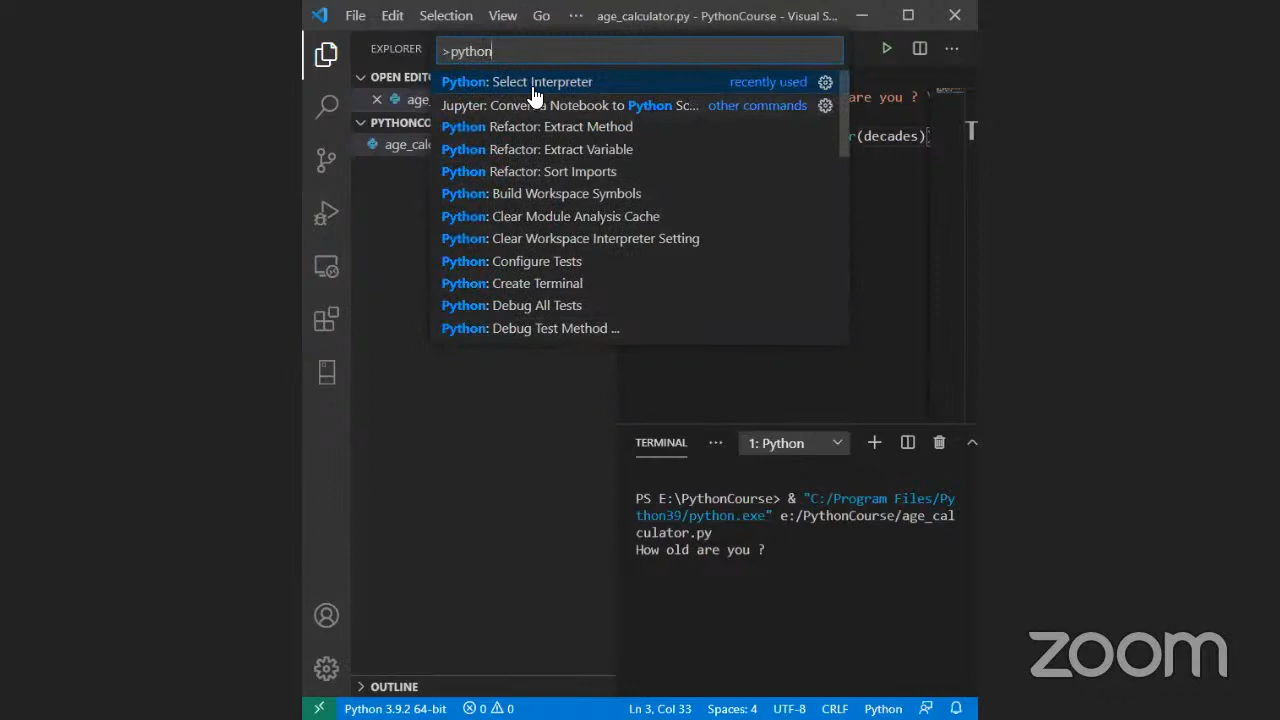 File Edit Selection View Go ··· age_calculator.py - PythonCourse - Visual S...
EXPLORER
>python
OPEN EDIT
age_
PYTHONCO
age_calc
Python: Select Interpreter recently used
Jupyter: Convert a Notebook to Python Sc... other commands
Python Refactor: Extract Method
Python Refactor: Extract Variable
Python Refactor: Sort Imports
Python: Build Workspace Symbols
Python: Clear Module Analysis Cache
Python: Clear Workspace Interpreter Setting
Python: Configure Tests
Python: Create Terminal
Python: Debug All Tests
Python: Debug Test Method ...
are you ?
r(decades)
TERMINAL ··· 1: Python
PS E:\PythonCourse> & "C:/Program Files/Py
thon39/python.exe" e:/PythonCourse/age_cal
culator.py
How old are you ?
OUTLINE
Python 3.9.2 64-bit 0 0 Ln 3, Col 33 Spaces: 4 UTF-8 CRLF Python
zoom